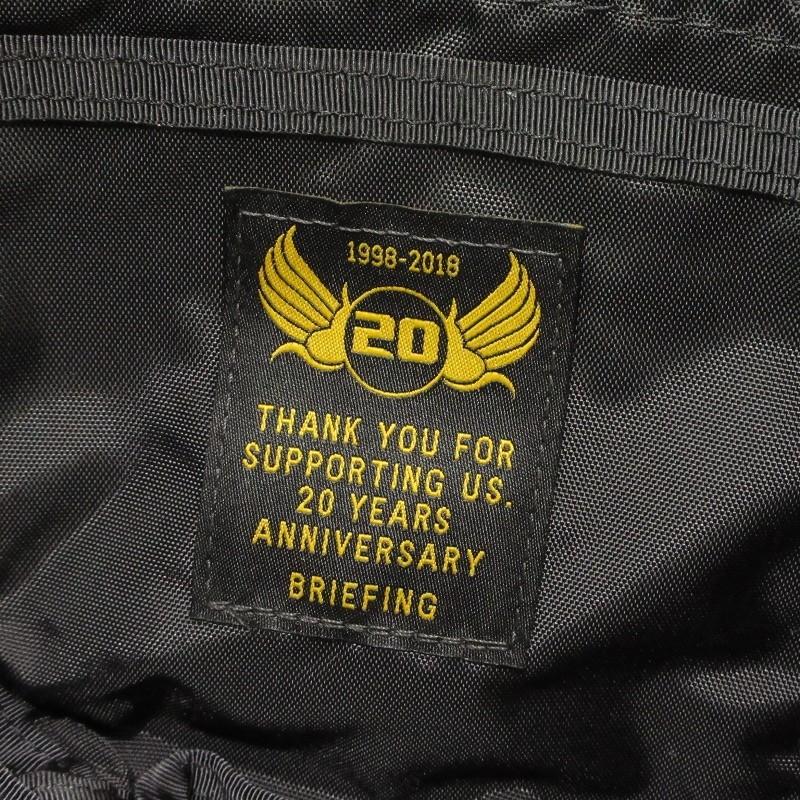 1998-2018
20
THANK YOU FOR
SUPPORTING US.
20 YEARS
ANNIVERSARY
BRIEFING